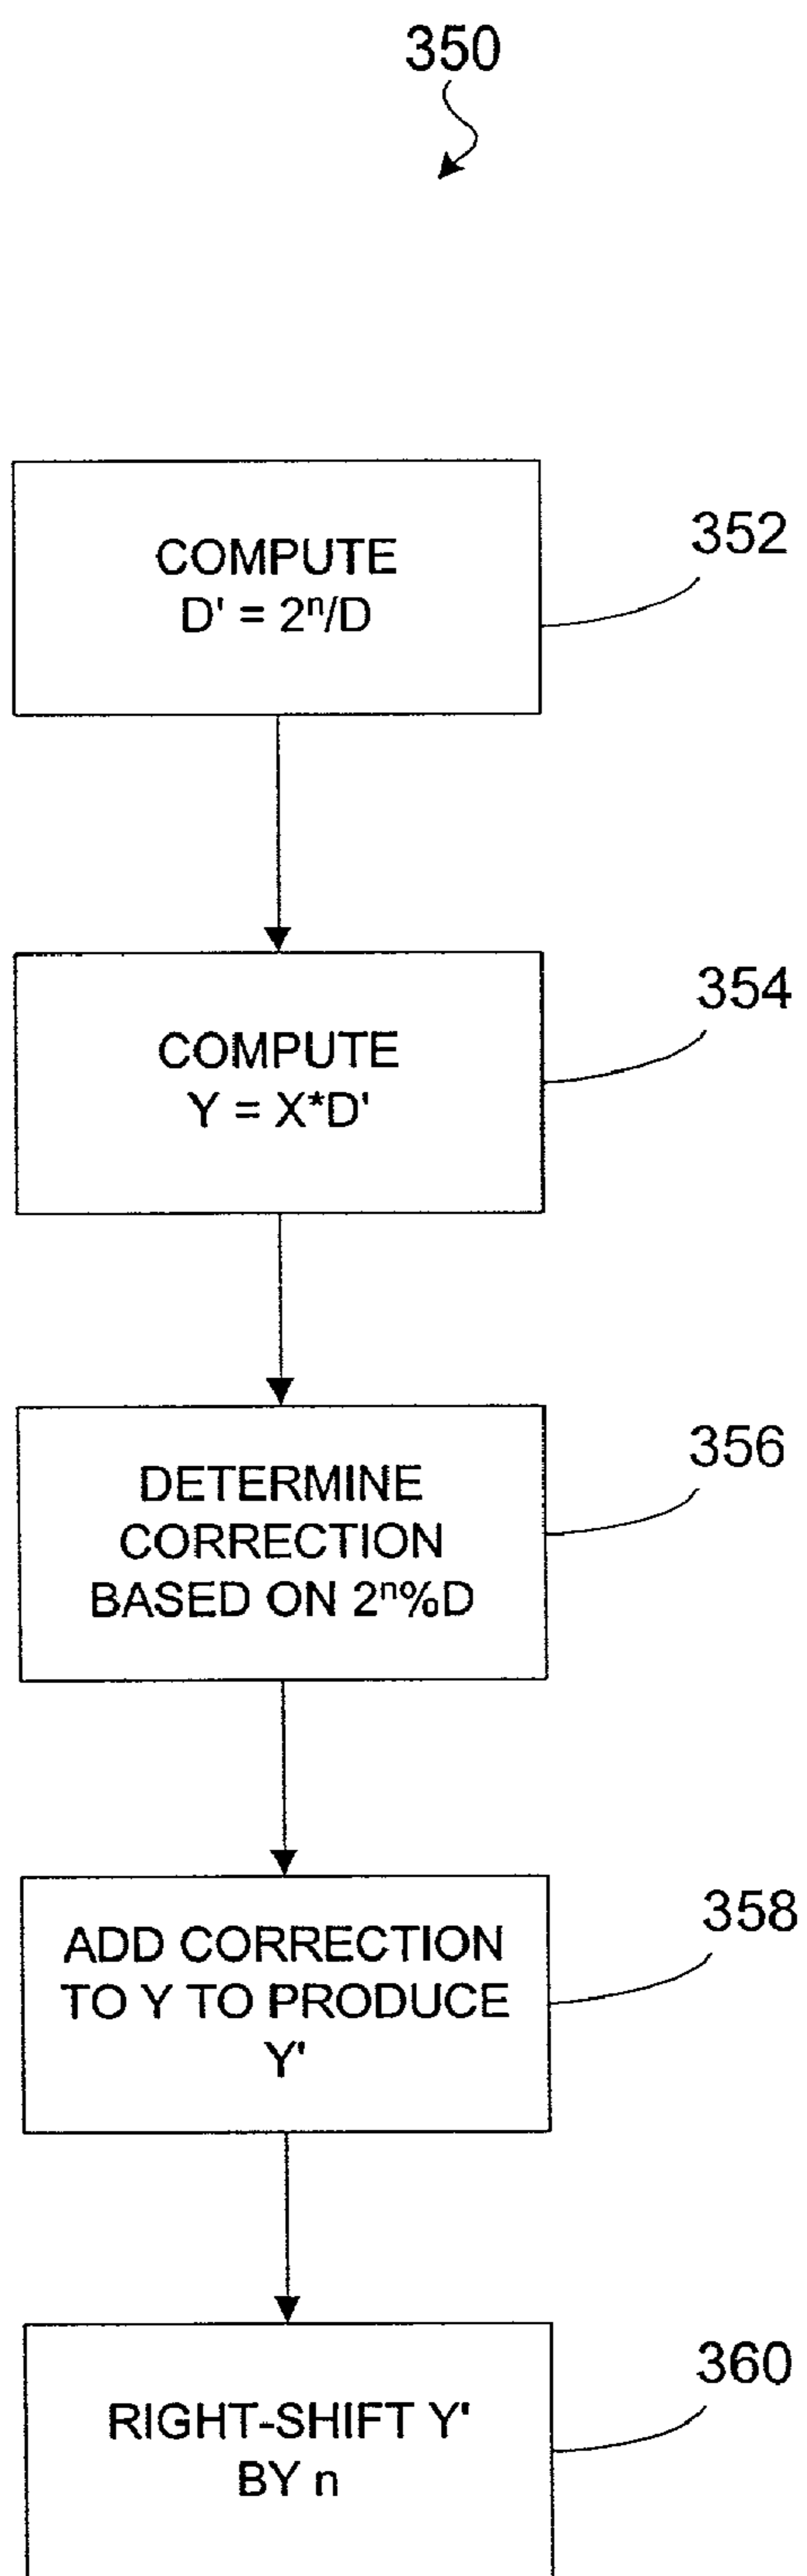 350
COMPUTE
D' = 2ⁿ/D
352
COMPUTE
Y = X*D'
354
DETERMINE
CORRECTION
BASED ON 2ⁿ%D
356
ADD CORRECTION
TO Y TO PRODUCE
Y'
358
RIGHT-SHIFT Y'
BY n
360